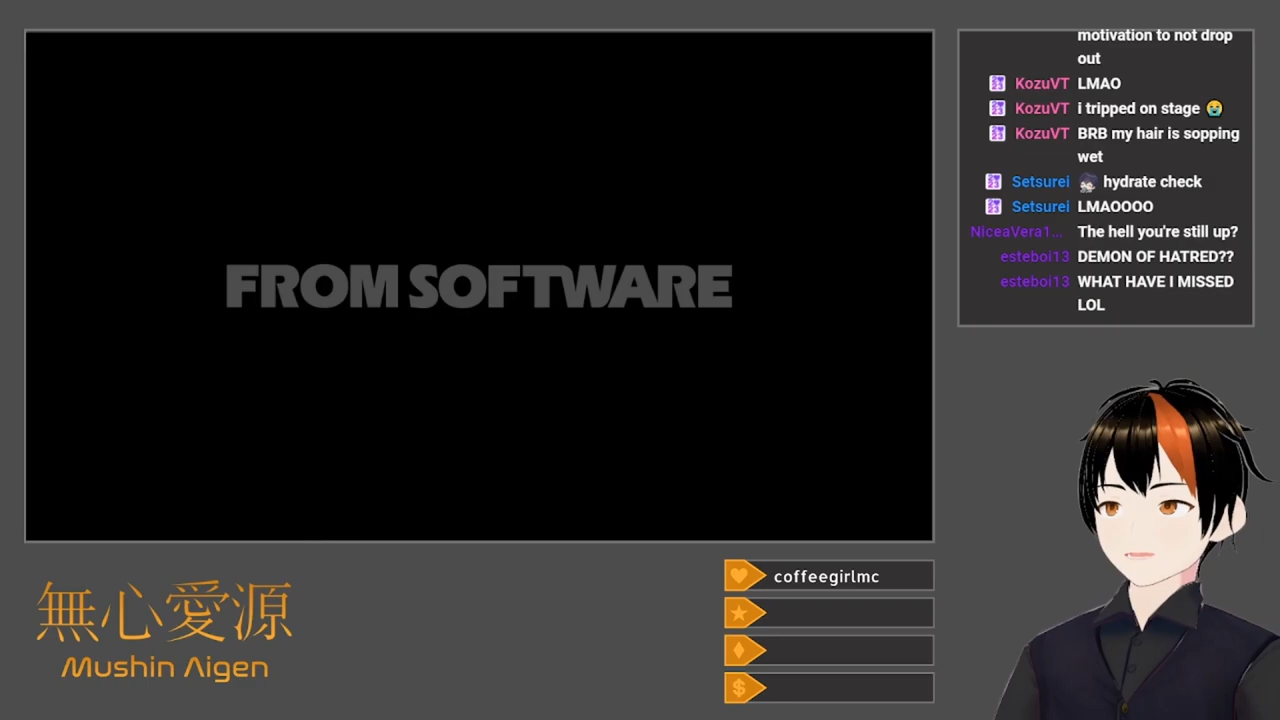 FROM SOFTWARE
motivation to not drop
out
KozuVT LMAO
KozuVT i tripped on stage 😭
KozuVT BRB my hair is sopping
wet
Setsurei hydrate check
Setsurei LMAOOOO
NiceaVera1... The hell you're still up?
esteboi13 DEMON OF HATRED??
esteboi13 WHAT HAVE I MISSED
LOL
coffeegirlmc
$
無心愛源
Mushin Aigen